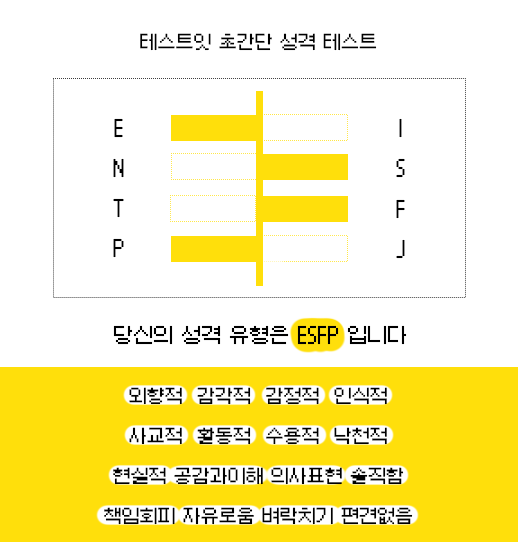 테스트잇 초간단 성격 테스트
E I
N S
T F
P J
당신의 성격 유형은 ESFP 입니다
외향적 감각적 감정적 인식적
사교적 활동적 수용적 낙천적
현실적 공감과이해 의사표현 솔직함
책임회피 자유로움 벼락치기 편견없음